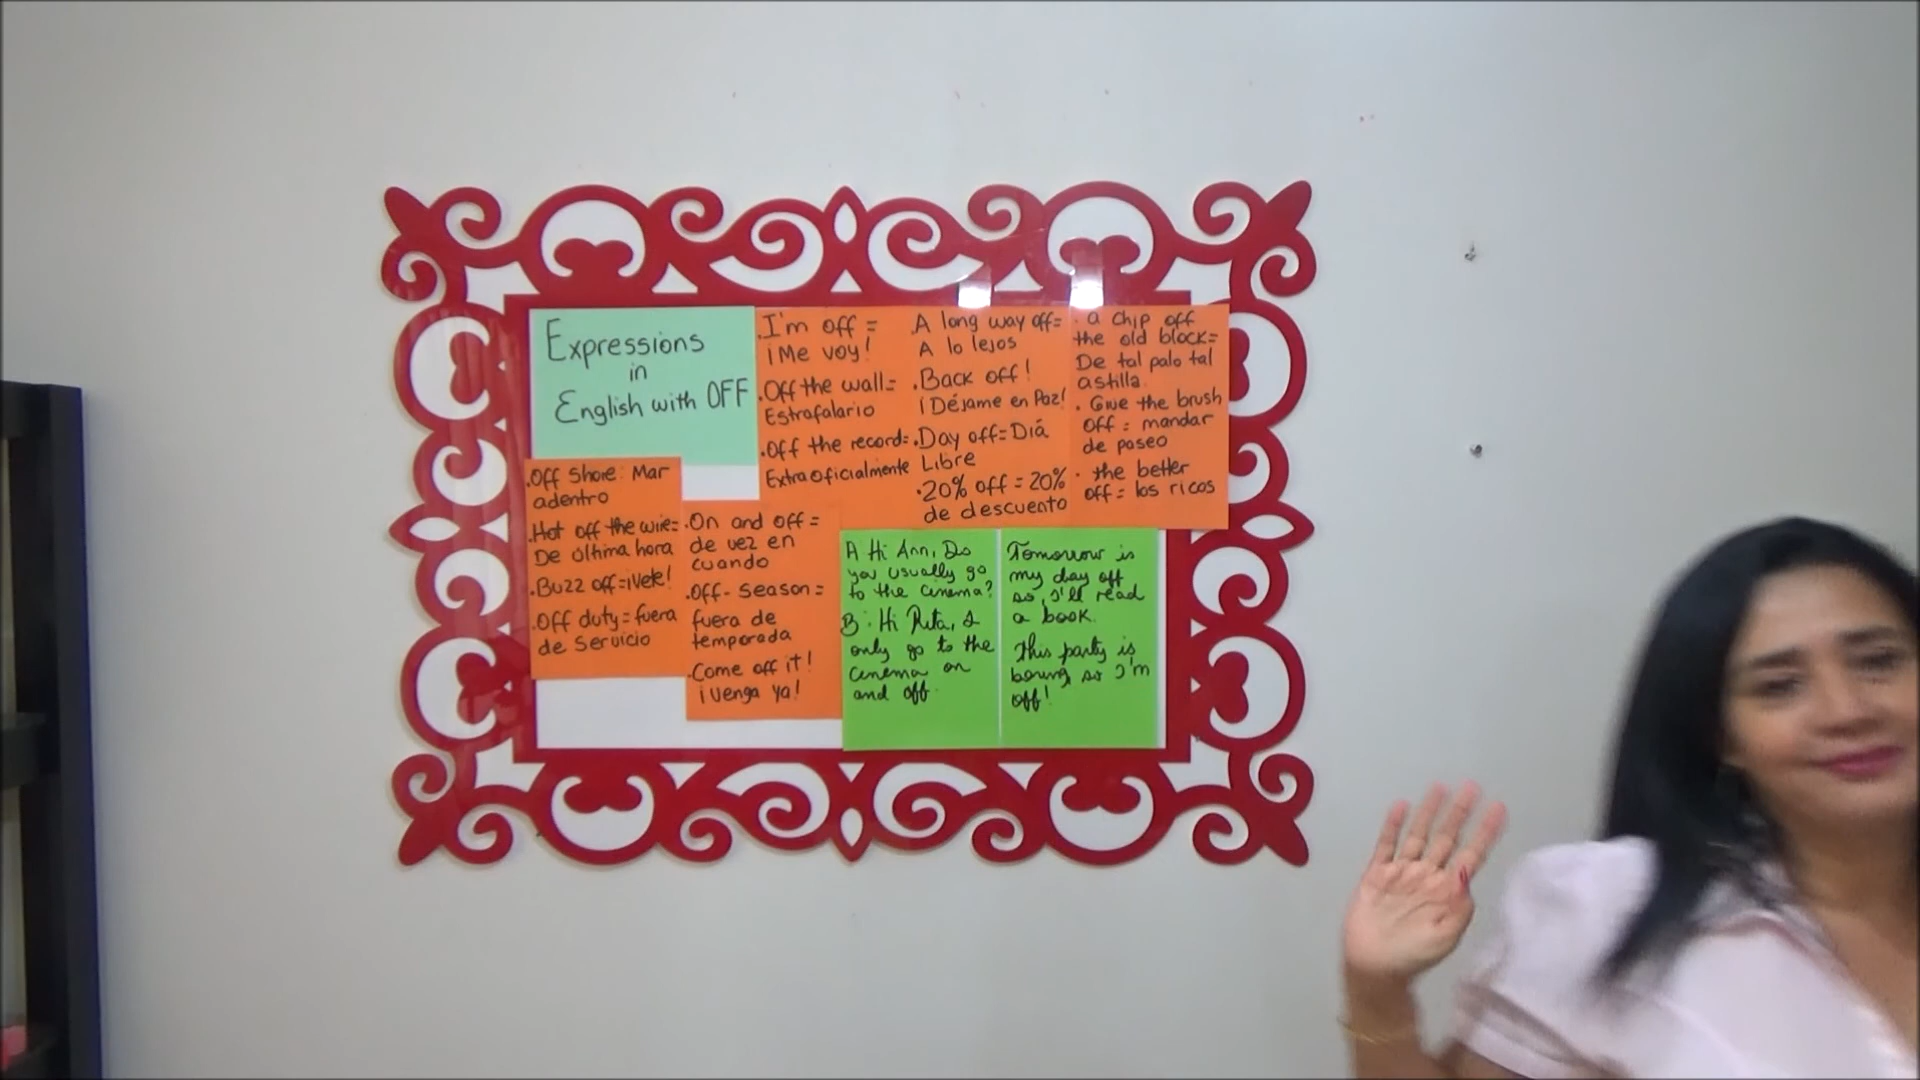 Expressions
in
English with OFF
.I'm off =
¡Me voy!
.Off the wall=
Estrafalario
.Off the record=
Extraoficialmente
.A long way off=
A lo lejos
.Back off!
¡Déjame en Paz!
.Day off=Diá
Libre
.20% off = 20%
de descuento
. a chip off
the old block=
De tal palo tal
astilla.
. Give the brush
off = mandar
de paseo
. the better
off = los ricos
.Off Shore: Mar
adentro
.Hot off the wire=
De última hora
.Buzz off=¡Vete!
.Off duty=fuera
de Servicio
.On and off =
de vez en
cuando
.Off-season=
fuera de
temporada
.Come off it!
¡Venga ya!
A Hi Ann, Do
you usually go
to the cinema?
B: Hi Rita, I
only go to the
cinema on
and off.
Tomorrow is
my day off
so, I'll read
a book.
This party is
boring so I'm
off!